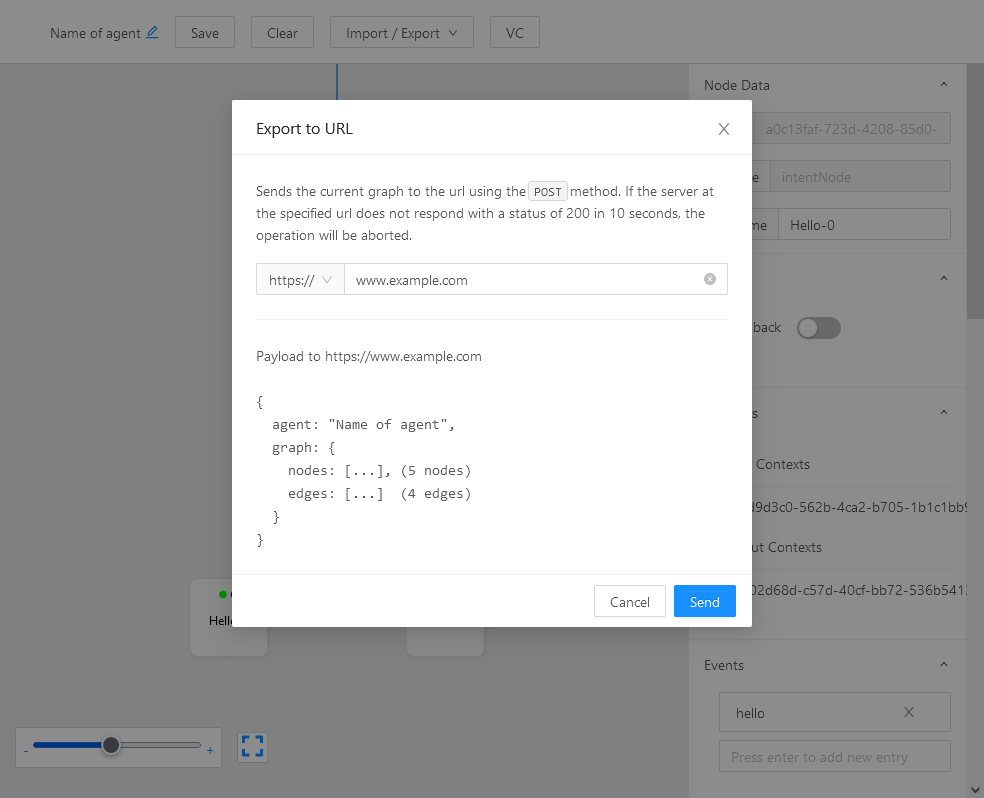 Name of agent
Save
Clear
Import / Export
VC
Node Data
a0c13faf-723d-4208-85d0-
intentNode
Hello-0
Export to URL
Sends the current graph to the url using the POST method. If the server at
the specified url does not respond with a status of 200 in 10 seconds, the
operation will be aborted.
https://
www.example.com
Payload to https://www.example.com
{
agent: "Name of agent",
graph: {
nodes: [...], (5 nodes)
edges: [...] (4 edges)
}
}
Cancel
Send
back
Contexts
d9d3c0-562b-4ca2-b705-1b1c1bb9
ut Contexts
02d68d-c57d-40cf-bb72-536b541
Events
hello
Press enter to add new entry
Hello
-
+